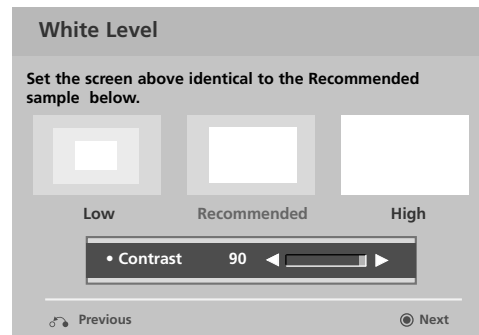 White Level
Set the screen above identical to the Recommended
sample below.
Low Recommended High
• Contrast 90
Previous Next